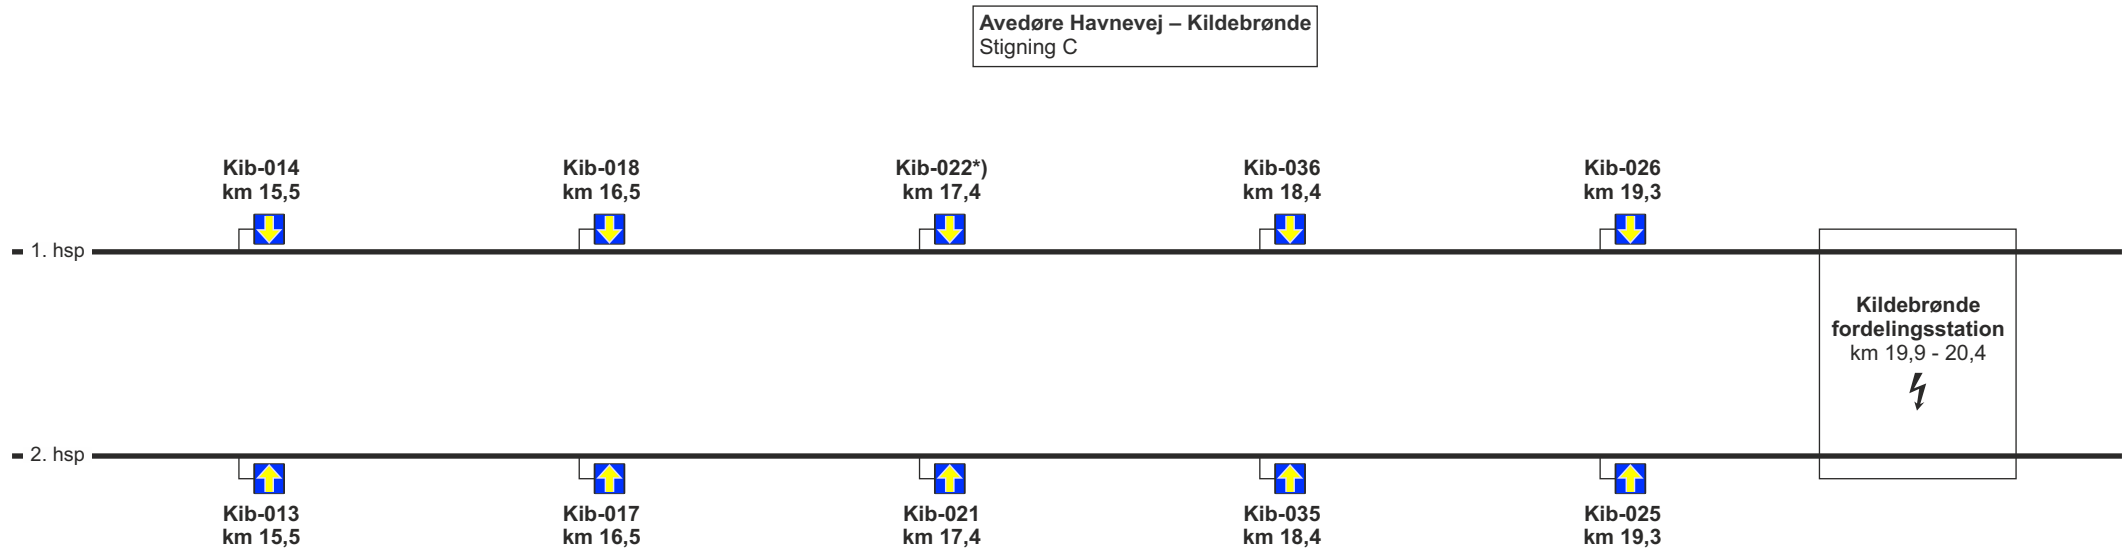 Avedøre Havnevej – Kildebrønde
Stigning C
Kib-014
km 15,5
Kib-018
km 16,5
Kib-022*)
km 17,4
Kib-036
km 18,4
Kib-026
km 19,3
1. hsp
Kildebrønde
fordelingsstation
km 19,9 - 20,4
2. hsp
Kib-013
km 15,5
Kib-017
km 16,5
Kib-021
km 17,4
Kib-035
km 18,4
Kib-025
km 19,3